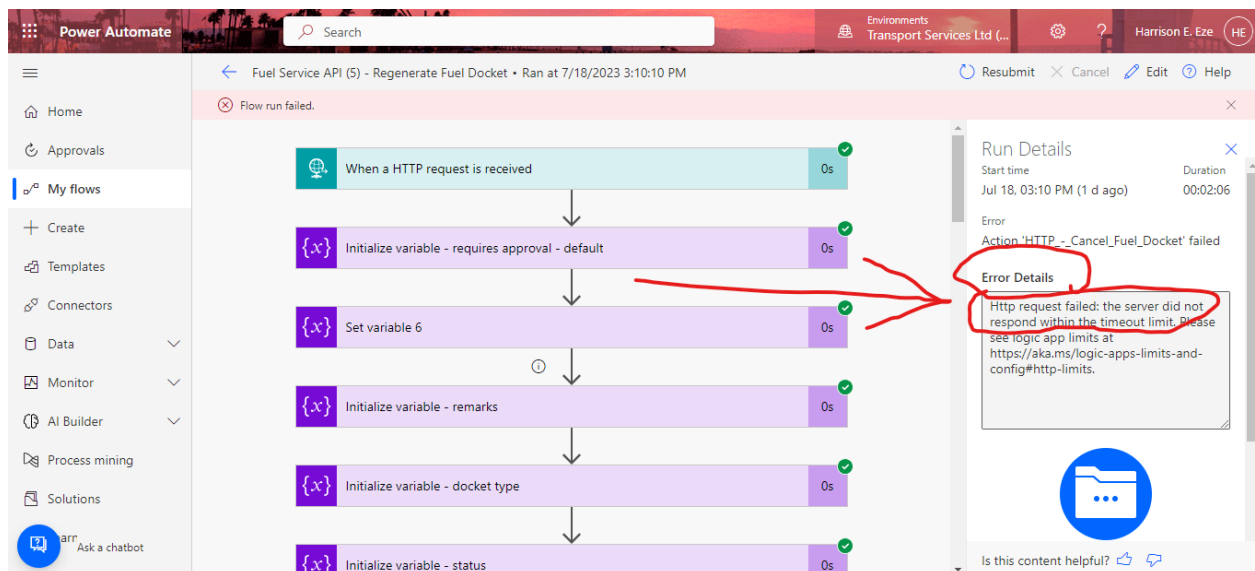 Power Automate
Search
Environments
Transport Services Ltd (...
?
Harrison E. Eze
HE
Fuel Service API (5) - Regenerate Fuel Docket • Ran at 7/18/2023 3:10:10 PM
Resubmit
Cancel
Edit
Help
Flow run failed.
Home
Approvals
My flows
Create
Templates
Connectors
Data
Monitor
AI Builder
Process mining
Solutions
Ask a chatbot
When a HTTP request is received
0s
{x} Initialize variable - requires approval - default
0s
{x} Set variable 6
0s
{x} Initialize variable - remarks
0s
{x} Initialize variable - docket type
0s
{x} Initialize variable - status
0s
Run Details
Start time
Duration
Jul 18, 03:10 PM (1 d ago)
00:02:06
Error
Action 'HTTP_-_Cancel_Fuel_Docket' failed
Error Details
Http request failed: the server did not
respond within the timeout limit. Please
see logic app limits at
https://aka.ms/logic-apps-limits-and-
config#http-limits.
Is this content helpful?